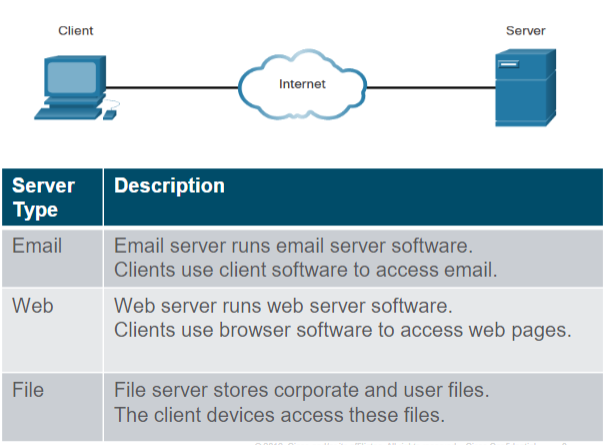 Client
Server
Internet
Server Type
Description
Email
Email server runs email server software.
Clients use client software to access email.
Web
Web server runs web server software.
Clients use browser software to access web pages.
File
File server stores corporate and user files.
The client devices access these files.